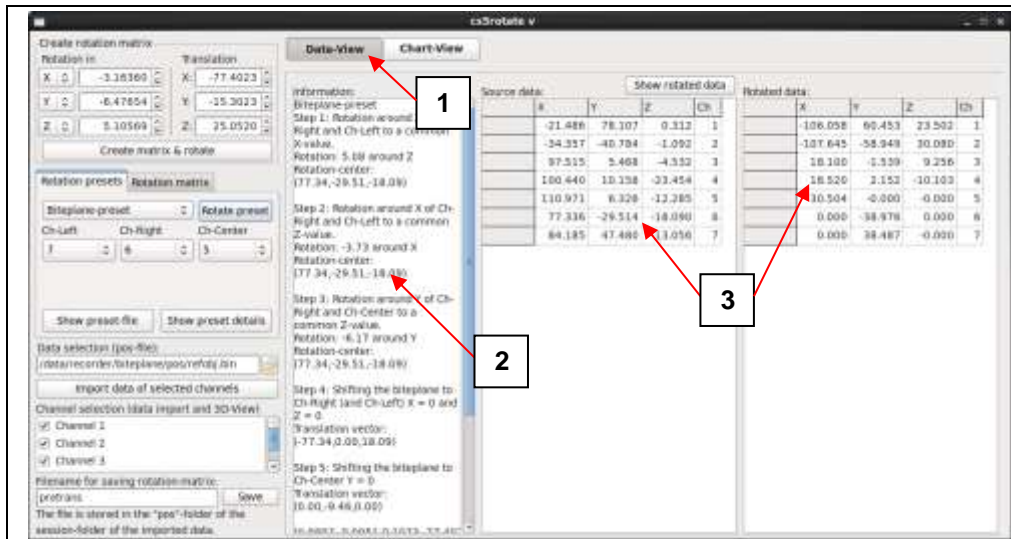 cs5rotate v
Create rotation matrix
Rotation in
Translation
X -3.16360 X: -77.4023
Y -6.47654 Y: -15.3023
Z 5.10569 Z: 25.0520
Create matrix & rotate
Relation presets
Rotation matrix
Biteplane-preset
Rotate preset
Ch-Left Ch-Right Ch-Center
7 6 5
Show preset-file
Show preset details
Data selection (pos-file):
/data/recorder/biteplane/pos/refobj.bin
Import data of selected channels
Channel selection (data import and 3D-View):
Channel 1
Channel 2
Channel 3
Filename for saving rotation-matrix:
pretrans
Save
The file is stored in the "pos"-folder of the
session-folder of the imported data.
Data-View
Chart-View
1
Information:
Biteplane-preset
Step 1: Rotation around
Right and Ch-Left to a common
X-value.
Rotation: 5.08 around Z
Rotation-center:
(77.34,-29.51,-18.09)
Step 2: Rotation around X of Ch-
Right and Ch-Left to a common
Z-value.
Rotation: -3.73 around X
Rotation-center:
(77.34,-29.51,-18.09)
Step 3: Rotation around Y of Ch-
Right and Ch-Center to a
common Z-value.
Rotation: -6.17 around Y
Rotation-center:
(77.34,-29.51,-18.09)
Step 4: Shifting the biteplane to
Ch-Right (and Ch-Left) X = 0 and
Z = 0
Translation vector:
(-77.34,0.00,18.09)
Step 5: Shifting the biteplane to
Ch-Center Y = 0
Translation vector:
(0.00,-9.46,0.00)
2
Source data:
Show rotated data
X Y Z Ch
-21.486 78.107 0.312 1
-34.357 -40.784 -1.092 2
97.515 5.468 -4.532 3
100.440 10.158 -23.454 4
110.971 6.328 -12.285 5
77.336 -29.514 -18.090 6
84.185 47.480 13.056 7
3
Rotated data:
X Y Z Ch
-106.058 60.453 23.502 1
-107.645 -58.949 30.080 2
18.100 -1.539 9.256 3
18.520 2.152 -10.103 4
30.504 -0.000 -0.000 5
0.000 -38.976 0.000 6
0.000 38.487 -0.000 7